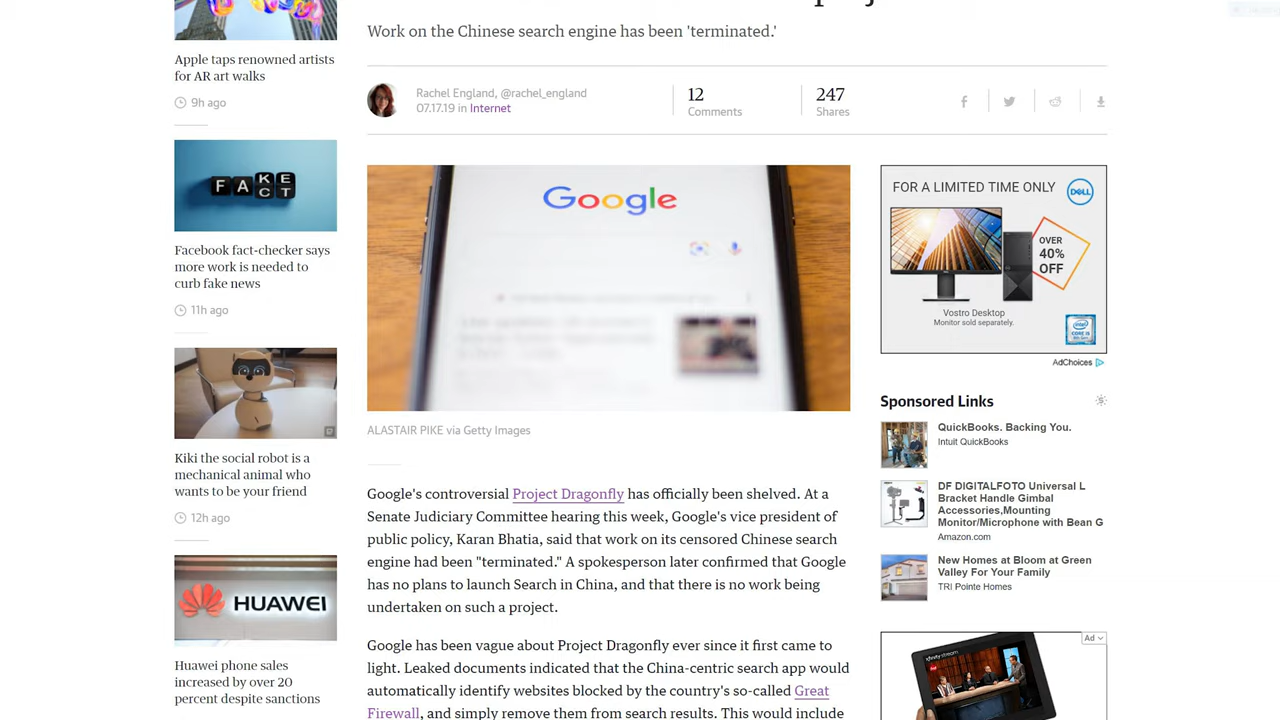 Work on the Chinese search engine has been 'terminated.'
Rachel England, @rachel_england
07.17.19 in Internet
12
Comments
247
Shares
Apple taps renowned artists
for AR art walks
9h ago
FAKE
CT
Facebook fact-checker says
more work is needed to
curb fake news
11h ago
Kiki the social robot is a
mechanical animal who
wants to be your friend
12h ago
HUAWEI
Huawei phone sales
increased by over 20
percent despite sanctions
Google
ALASTAIR PIKE via Getty Images
Google's controversial Project Dragonfly has officially been shelved. At a
Senate Judiciary Committee hearing this week, Google's vice president of
public policy, Karan Bhatia, said that work on its censored Chinese search
engine had been "terminated." A spokesperson later confirmed that Google
has no plans to launch Search in China, and that there is no work being
undertaken on such a project.
Google has been vague about Project Dragonfly ever since it first came to
light. Leaked documents indicated that the China-centric search app would
automatically identify websites blocked by the country's so-called Great
Firewall, and simply remove them from search results. This would include
FOR A LIMITED TIME ONLY
DELL
OVER
40%
OFF
Vostro Desktop
Monitor sold separately.
intel
CORE i5
AdChoices
Sponsored Links
QuickBooks. Backing You.
Intuit QuickBooks
DF DIGITALFOTO Universal L
Bracket Handle Gimbal
Accessories,Mounting
Monitor/Microphone with Bean G
Amazon.com
New Homes at Bloom at Green
Valley For Your Family
TRI Pointe Homes
Ad
xfinity stream